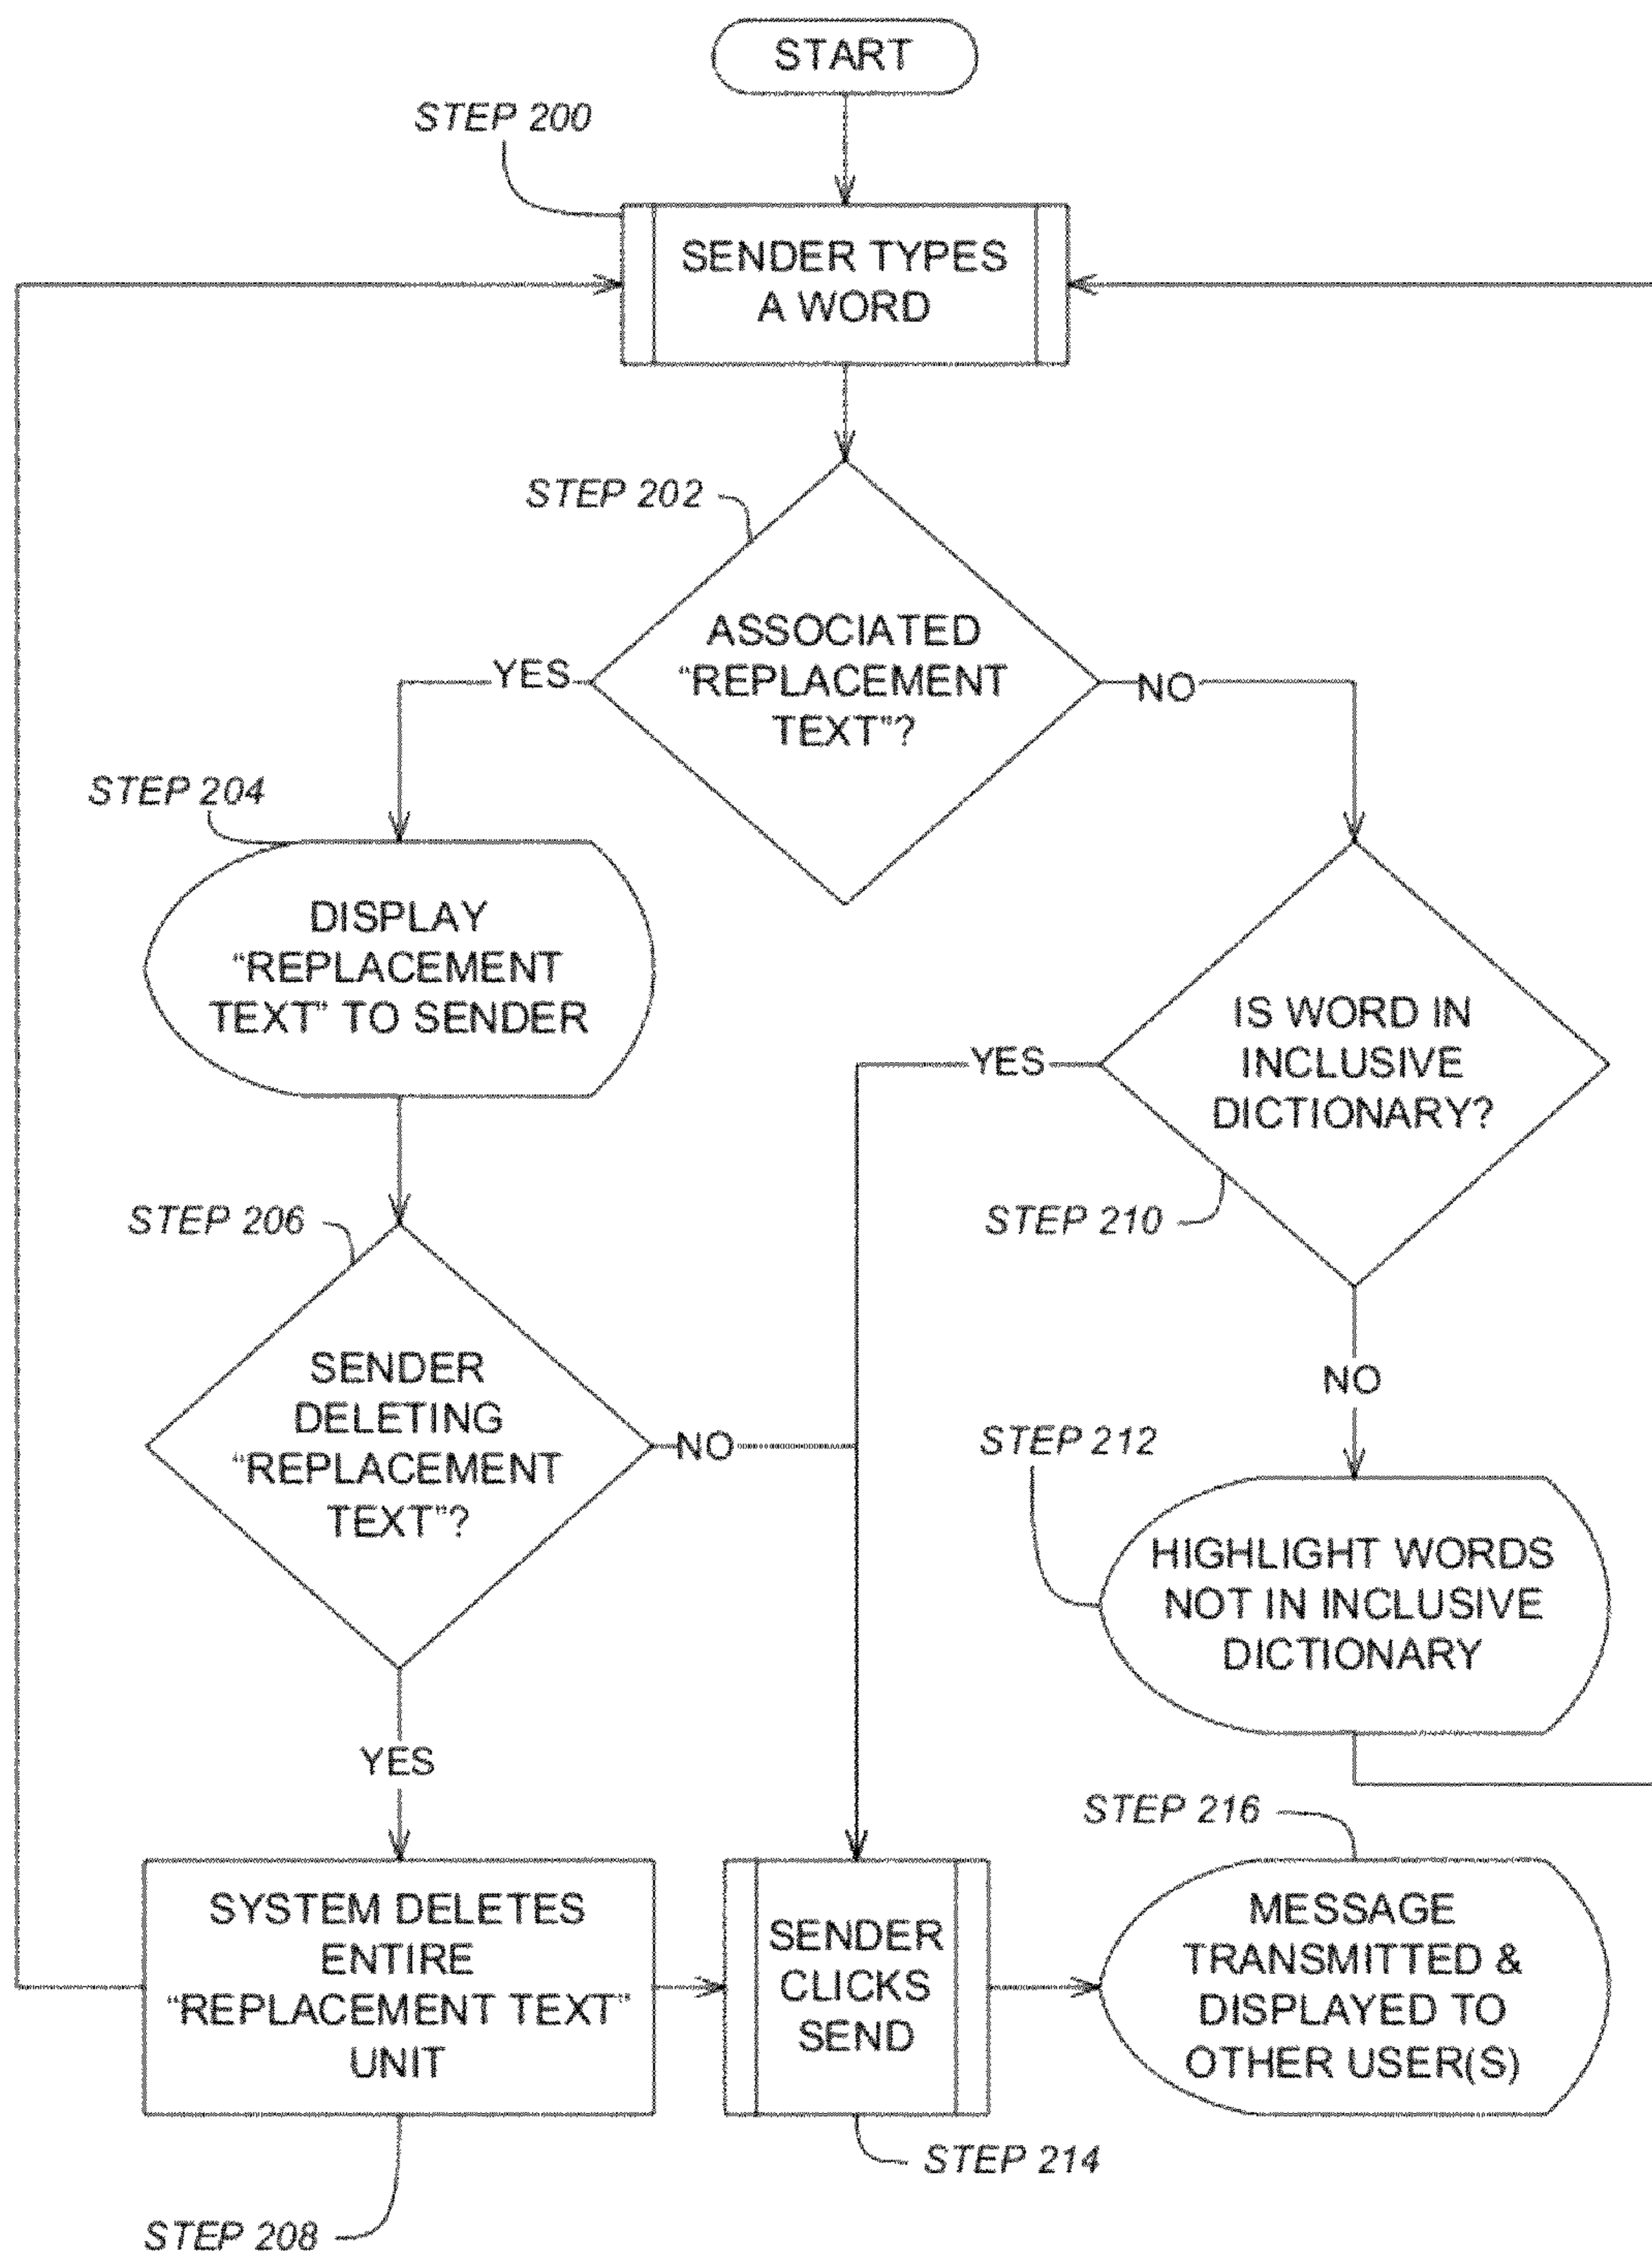 START
STEP 200
SENDER TYPES
A WORD
STEP 202
ASSOCIATED
“REPLACEMENT
TEXT”?
YES
NO
STEP 204
DISPLAY
“REPLACEMENT
TEXT” TO SENDER
IS WORD IN
INCLUSIVE
DICTIONARY?
YES
STEP 210
STEP 206
SENDER
DELETING
“REPLACEMENT
TEXT”?
NO
NO
STEP 212
HIGHLIGHT WORDS
NOT IN INCLUSIVE
DICTIONARY
YES
STEP 216
SYSTEM DELETES
ENTIRE
“REPLACEMENT TEXT”
UNIT
SENDER
CLICKS
SEND
MESSAGE
TRANSMITTED &
DISPLAYED TO
OTHER USER(S)
STEP 214
STEP 208